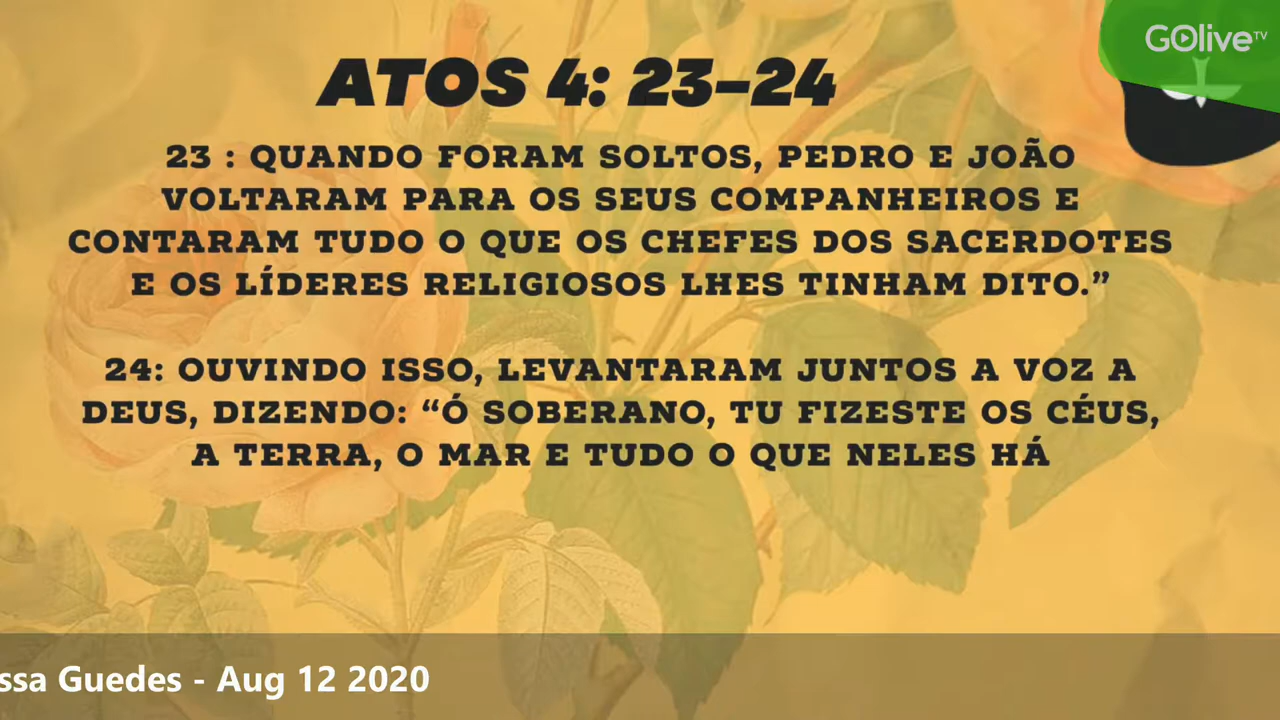 GOlive TV
ATOS 4: 23-24
23 : QUANDO FORAM SOLTOS, PEDRO E JOÃO
VOLTARAM PARA OS SEUS COMPANHEIROS E
CONTARAM TUDO O QUE OS CHEFES DOS SACERDOTES
E OS LÍDERES RELIGIOSOS LHES TINHAM DITO.”
24: OUVINDO ISSO, LEVANTARAM JUNTOS A VOZ A
DEUS, DIZENDO: “Ó SOBERANO, TU FIZESTE OS CÉUS,
A TERRA, O MAR E TUDO O QUE NELES HÁ
ssa Guedes - Aug 12 2020